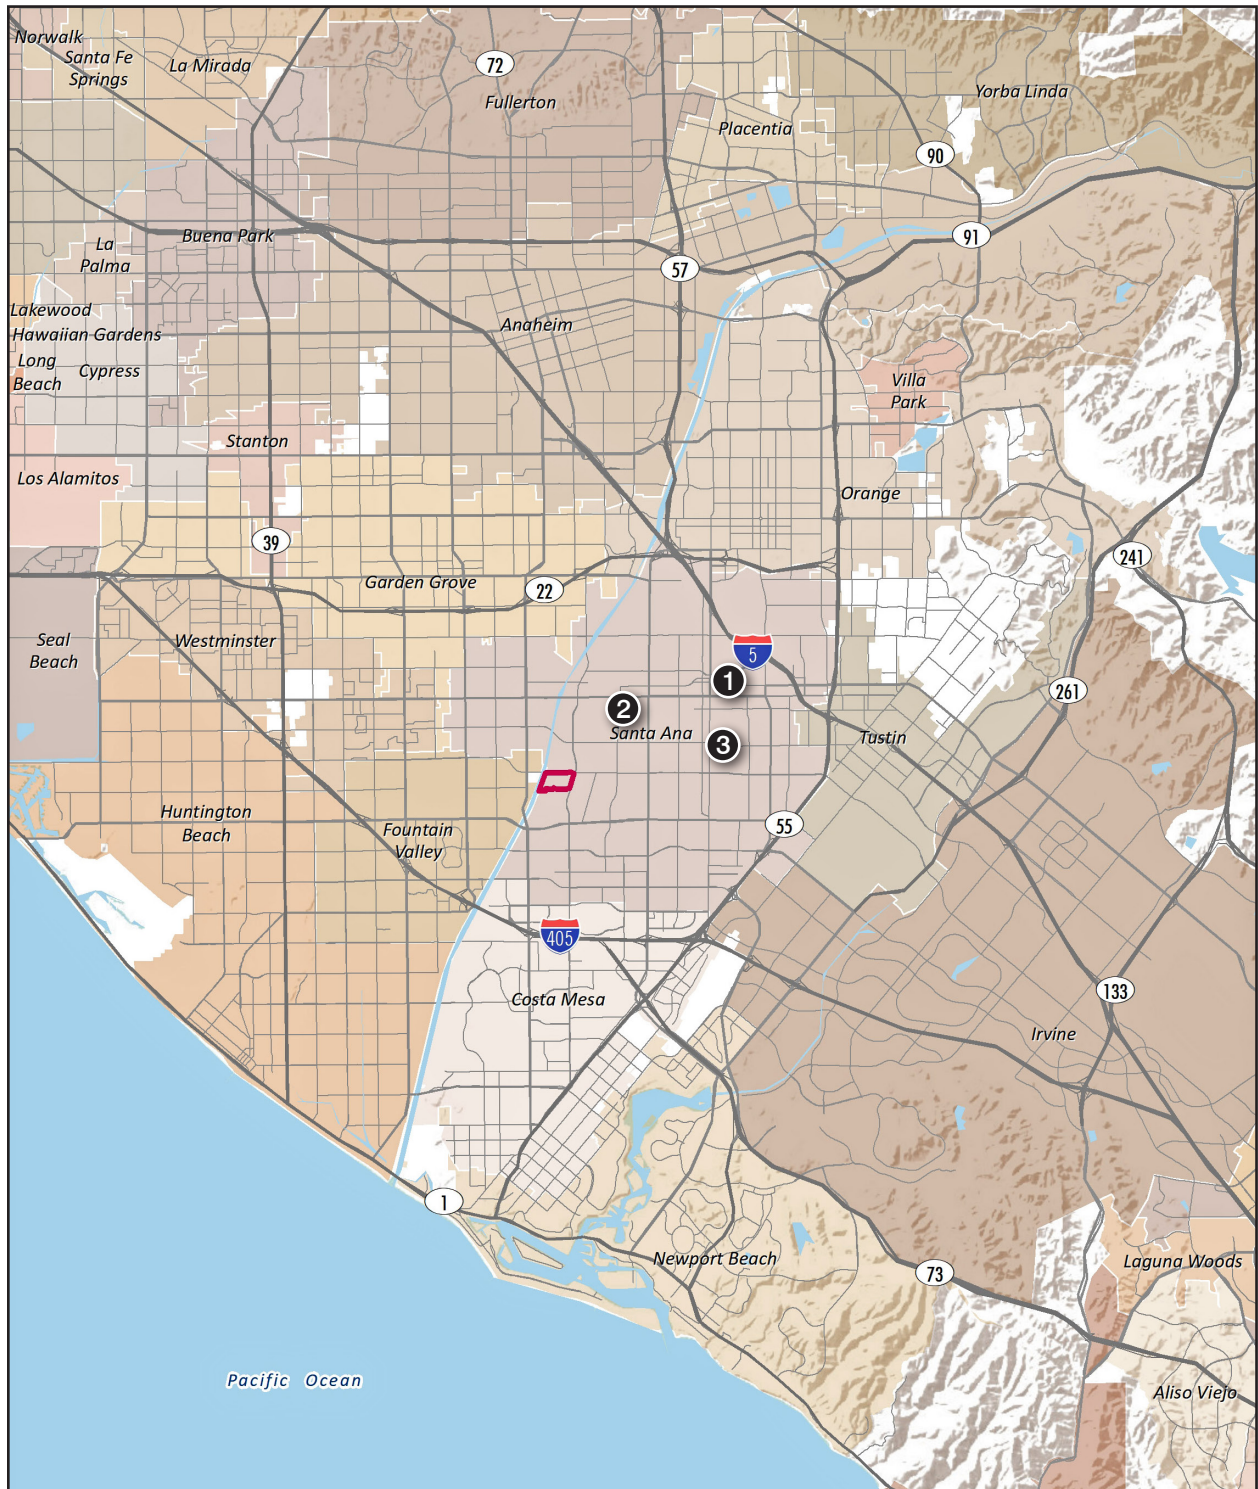 Norwalk
Santa Fe
Springs
La Mirada
72
Fullerton
Placentia
Yorba Linda
90
La
Palma
Buena Park
91
57
Lakewood
Hawaiian Gardens
Long
Beach
Cypress
Anaheim
Villa
Park
Stanton
Los Alamitos
Orange
39
241
Garden Grove
22
Seal
Beach
Westminster
5
1
261
2
Santa Ana
3
Tustin
Huntington
Beach
Fountain
Valley
55
405
Costa Mesa
133
Irvine
1
Newport Beach
73
Laguna Woods
Pacific Ocean
Aliso Viejo